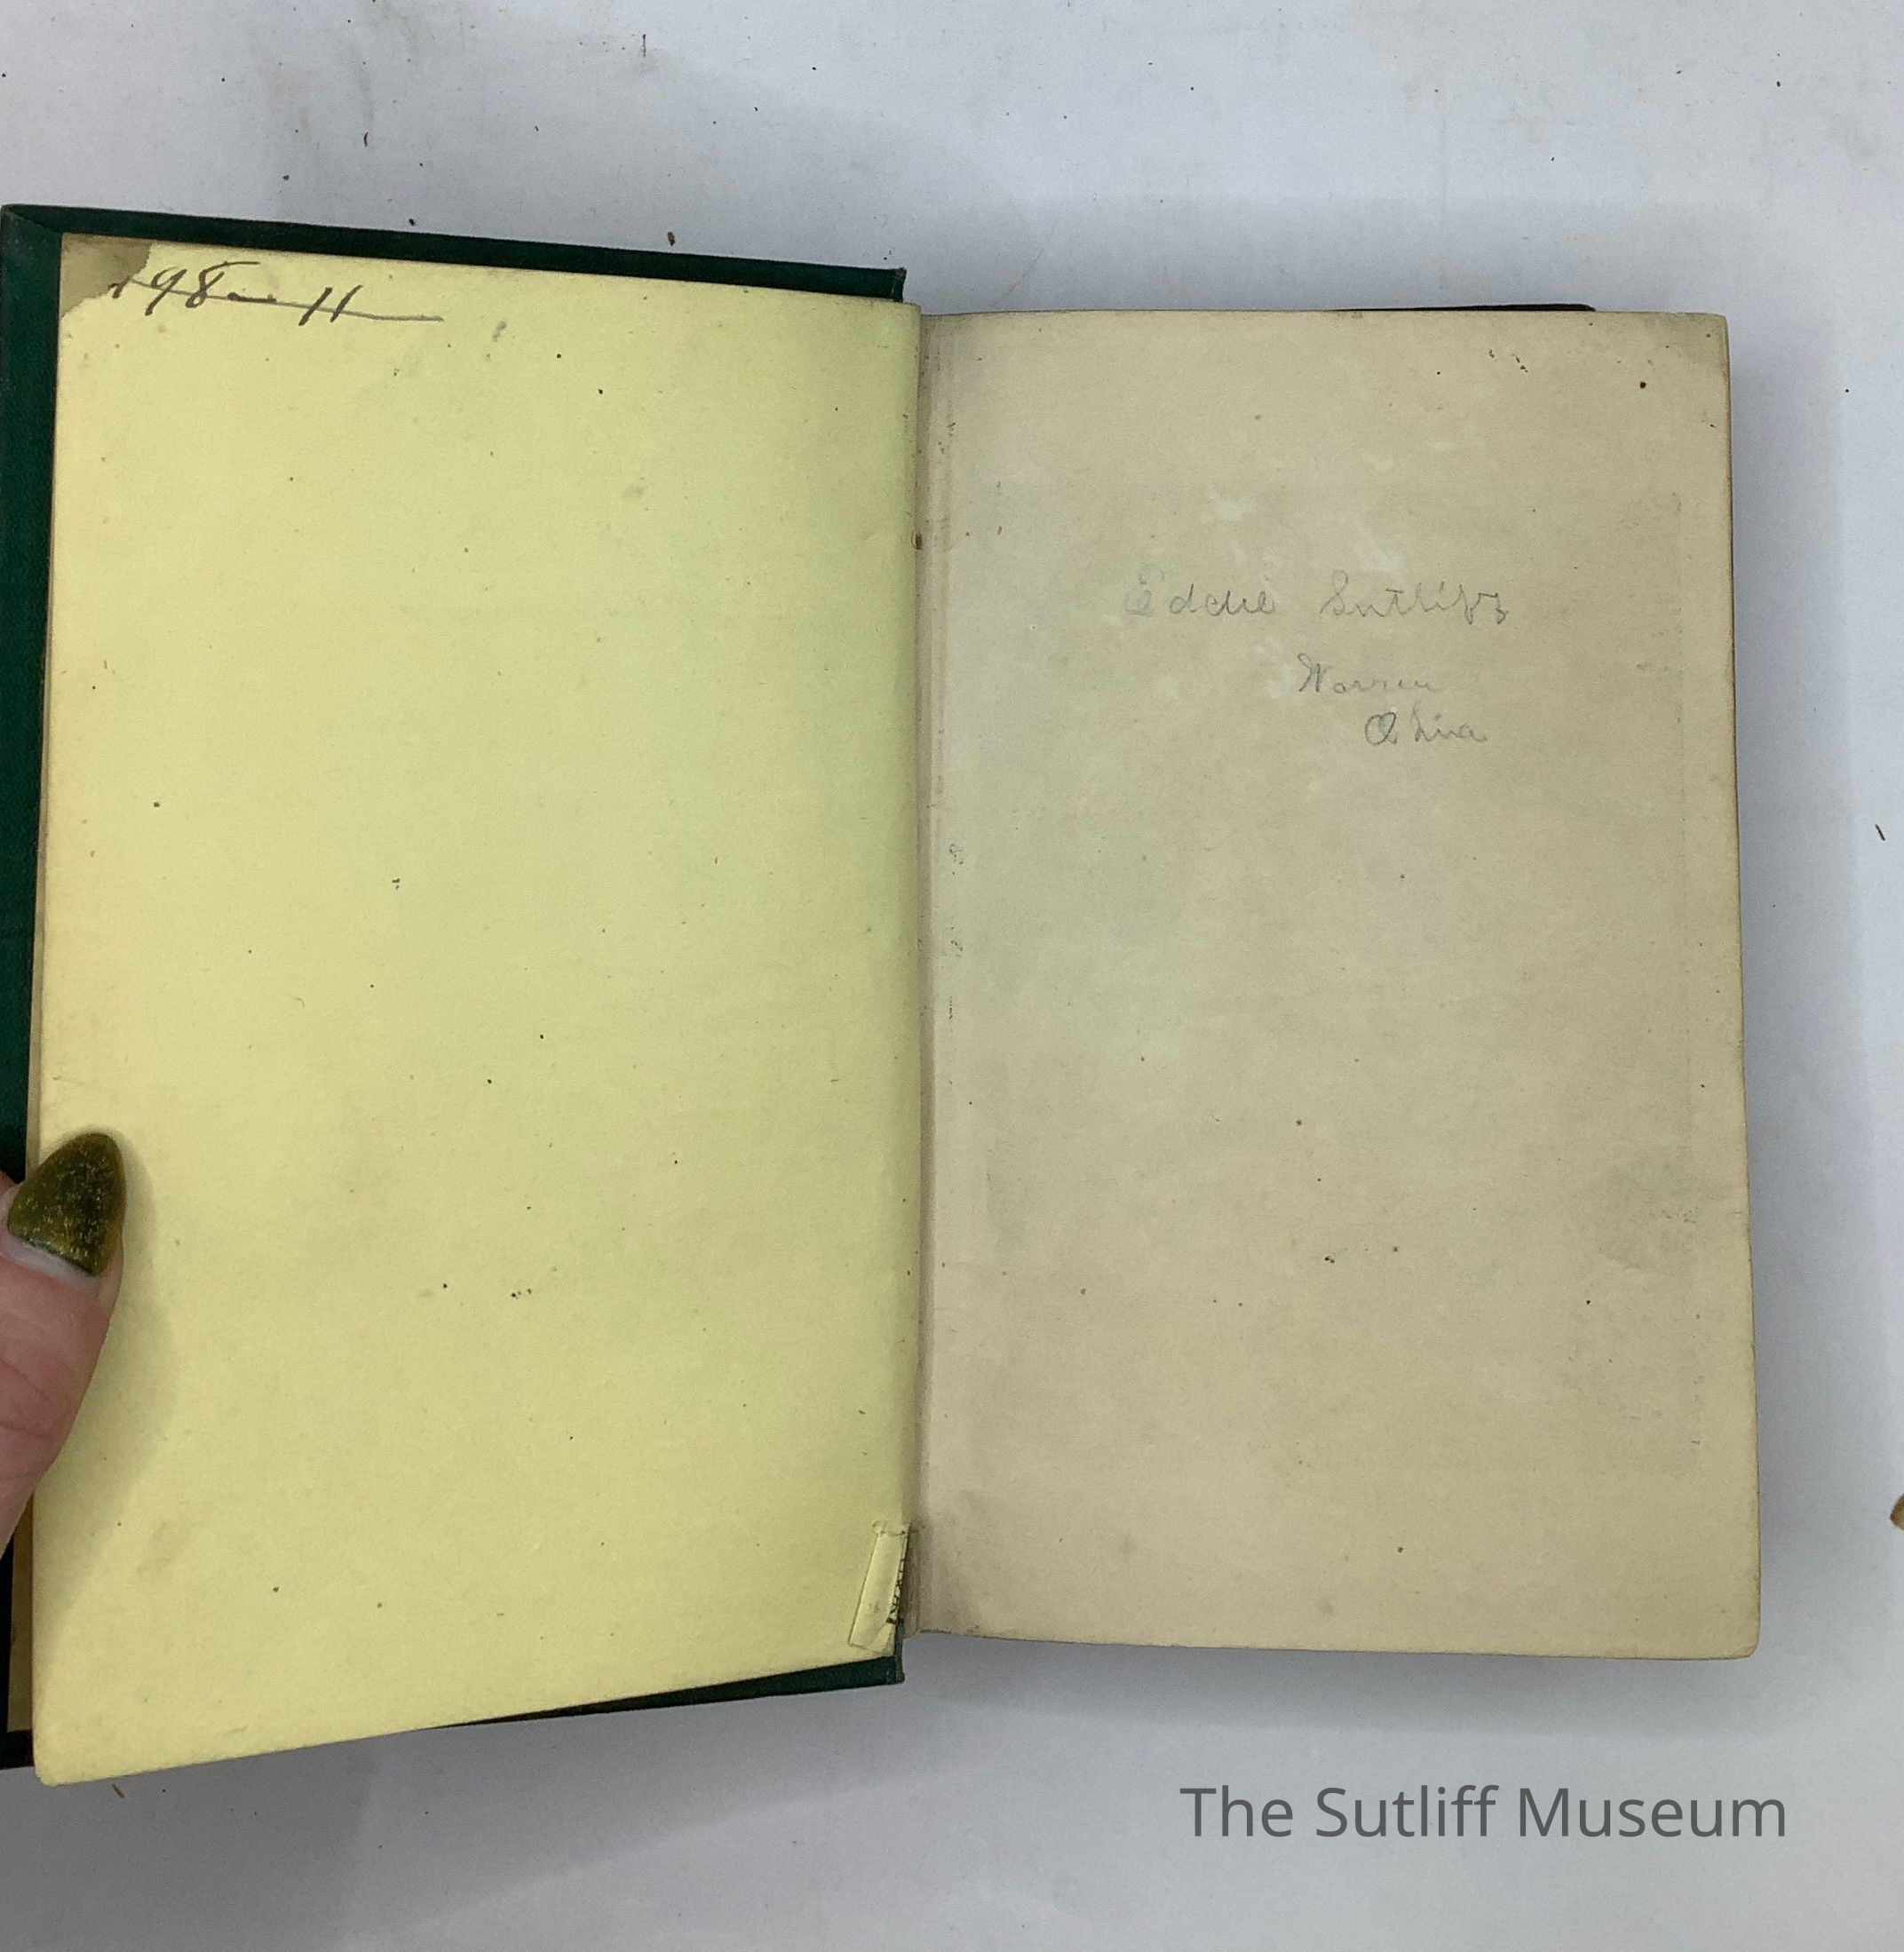 198-11
Eddie Sutliff
Warren
Ohio
The Sutliff Museum